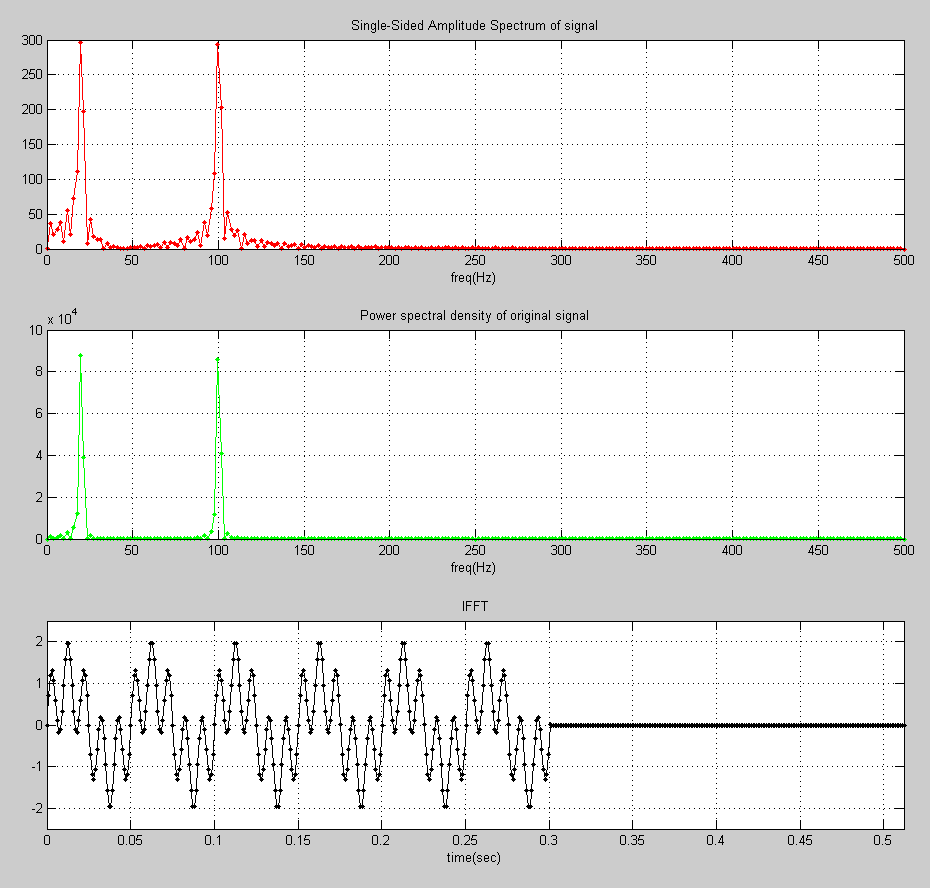 Single-Sided Amplitude Spectrum of signal
300
250
200
150
100
50
0
0 50 100 150 200 250 300 350 400 450 500
freq(Hz)
Power spectral density of original signal
x 10^4
10
8
6
4
2
0
0 50 100 150 200 250 300 350 400 450 500
freq(Hz)
IFFT
2
1
0
-1
-2
0 0.05 0.1 0.15 0.2 0.25 0.3 0.35 0.4 0.45 0.5
time(sec)